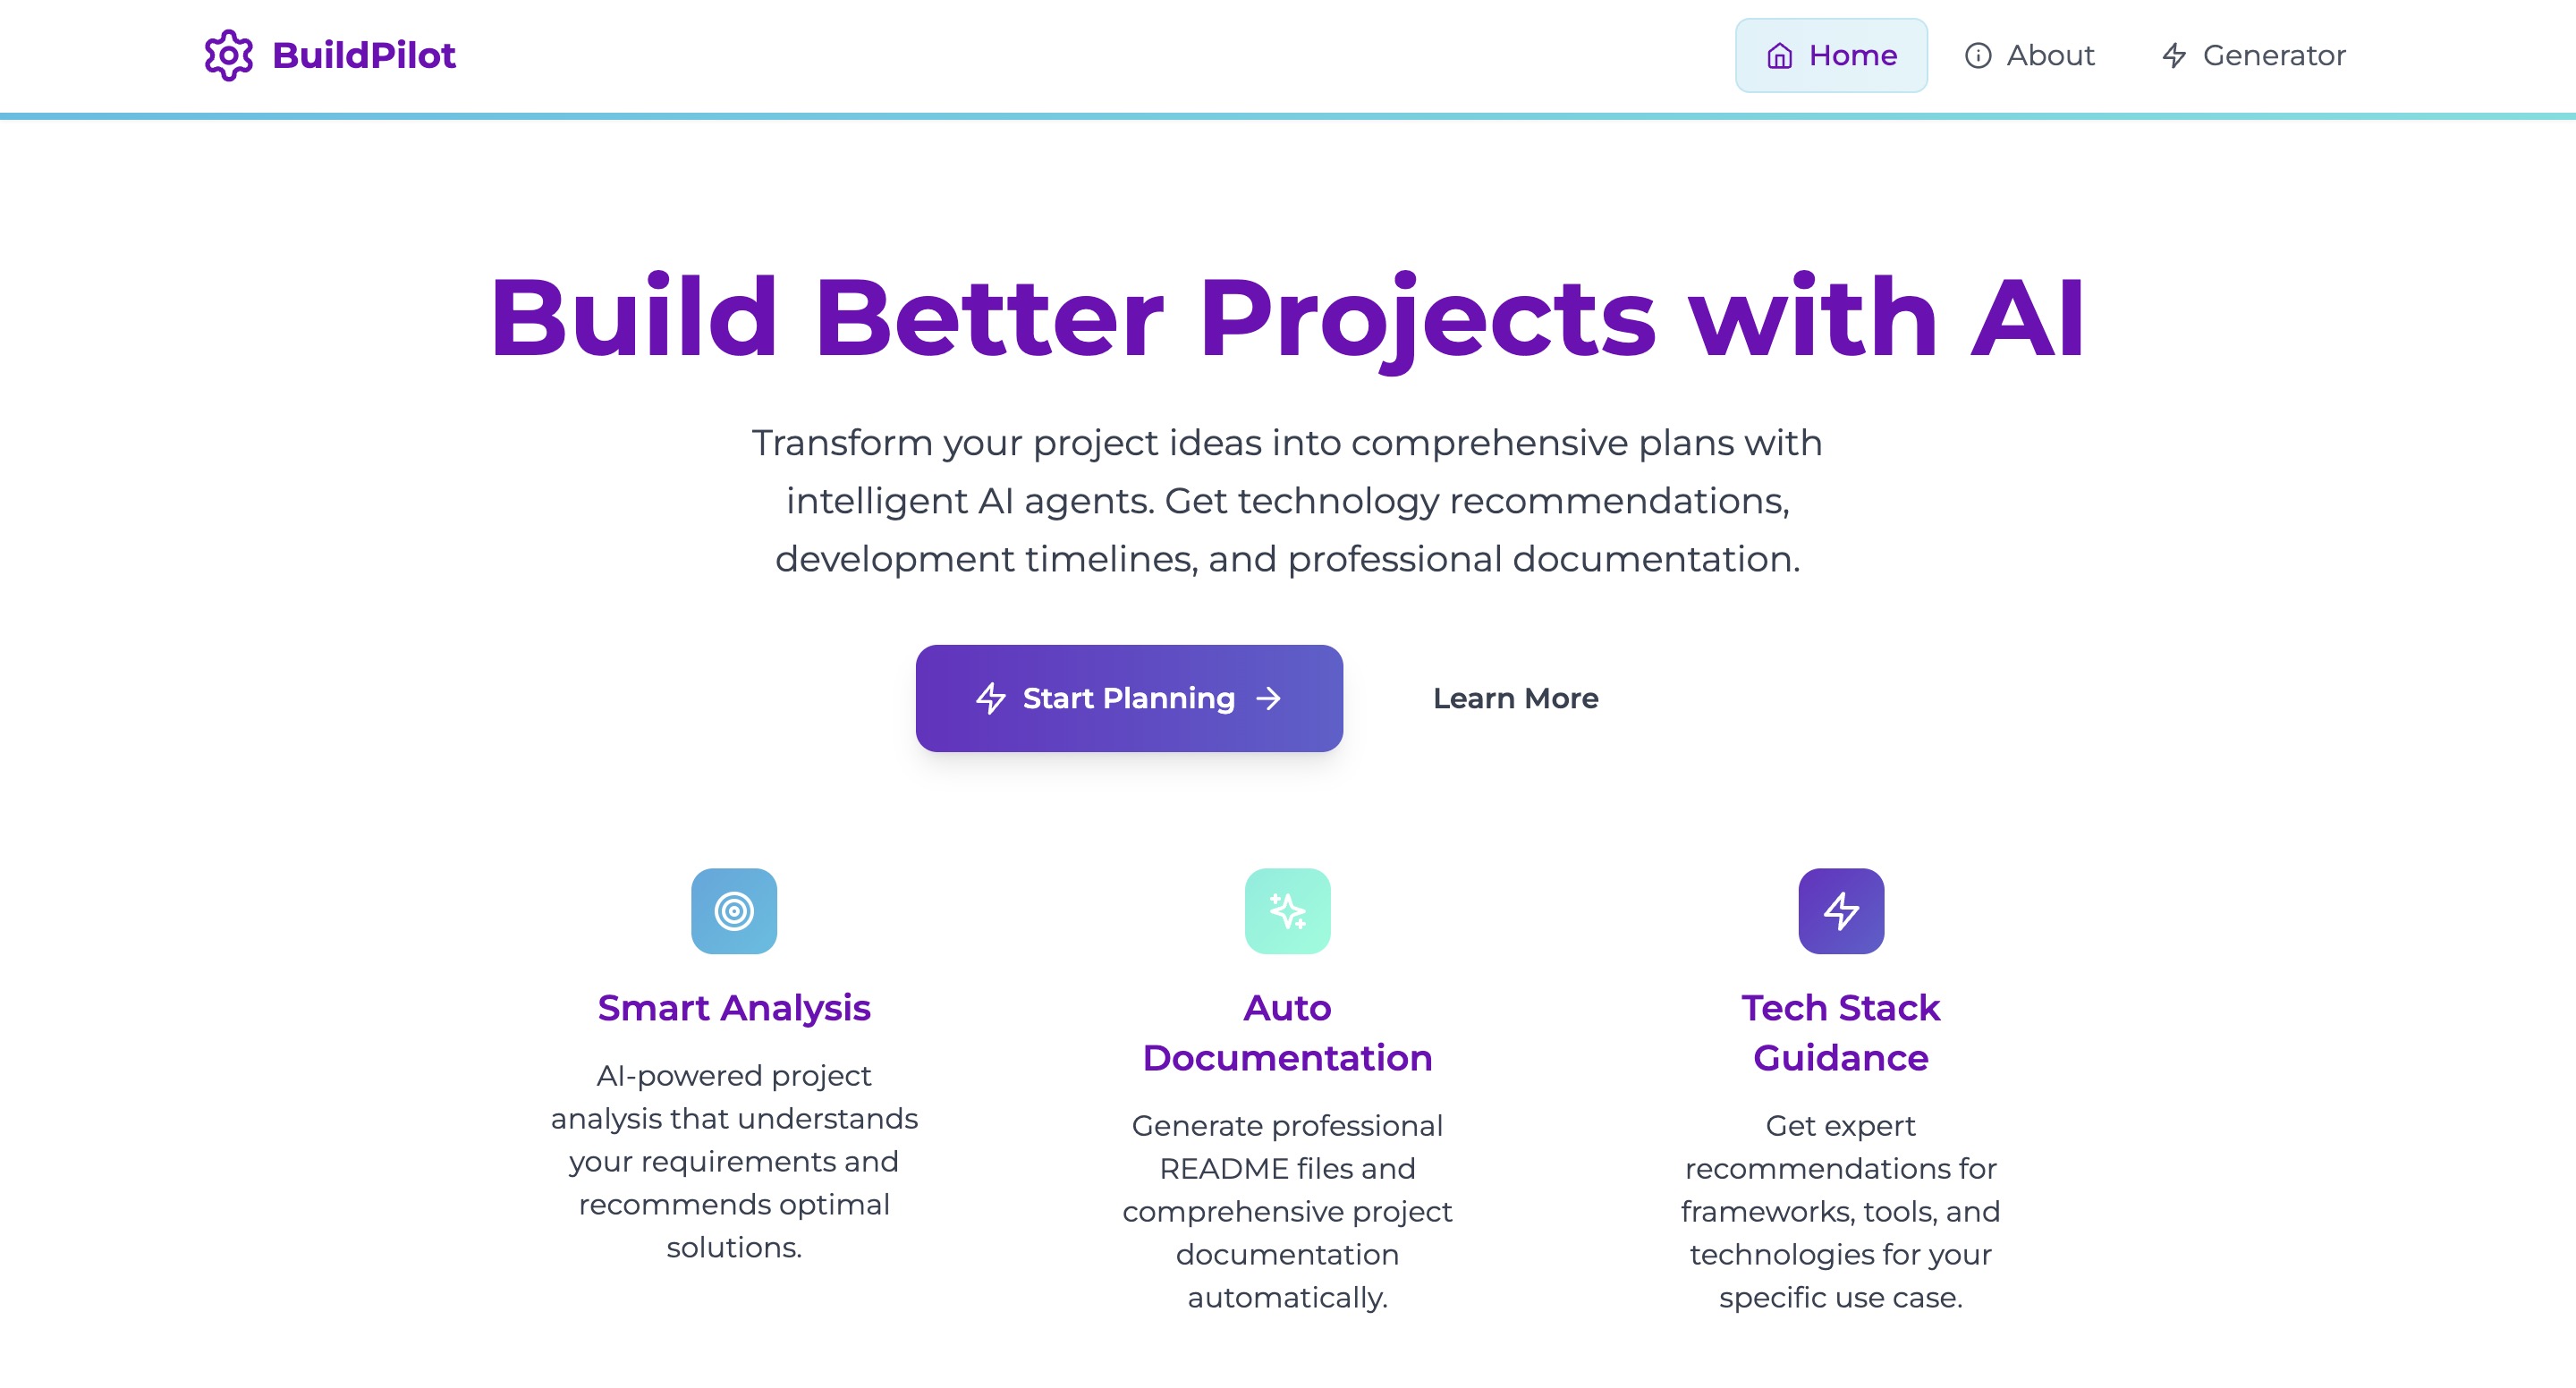 BuildPilot
Home
About
Generator
Build Better Projects with AI
Transform your project ideas into comprehensive plans with
intelligent AI agents. Get technology recommendations,
development timelines, and professional documentation.
Start Planning
Learn More
Smart Analysis
AI-powered project
analysis that understands
your requirements and
recommends optimal
solutions.
Auto
Documentation
Generate professional
README files and
comprehensive project
documentation
automatically.
Tech Stack
Guidance
Get expert
recommendations for
frameworks, tools, and
technologies for your
specific use case.